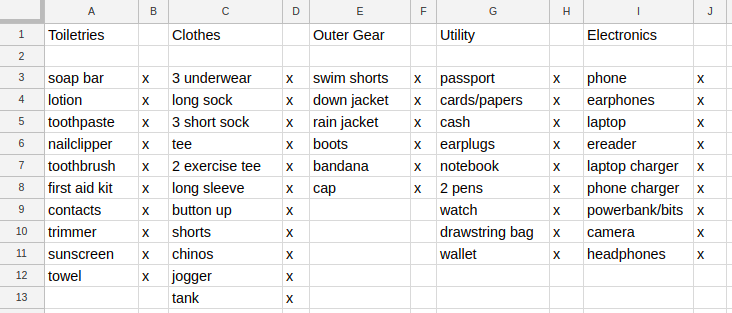 A B C D E F G H I J
1 Toiletries Clothes Outer Gear Utility Electronics
2
3 soap bar x 3 underwear x swim shorts x passport x phone x
4 lotion x long sock x down jacket x cards/papers x earphones x
5 toothpaste x 3 short sock x rain jacket x cash x laptop x
6 nailclipper x tee x boots x earplugs x ereader x
7 toothbrush x 2 exercise tee x bandana x notebook x laptop charger x
8 first aid kit x long sleeve x cap x 2 pens x phone charger x
9 contacts x button up x watch x powerbank/bits x
10 trimmer x shorts x drawstring bag x camera x
11 sunscreen x chinos x wallet x headphones x
12 towel x jogger x
13 tank x